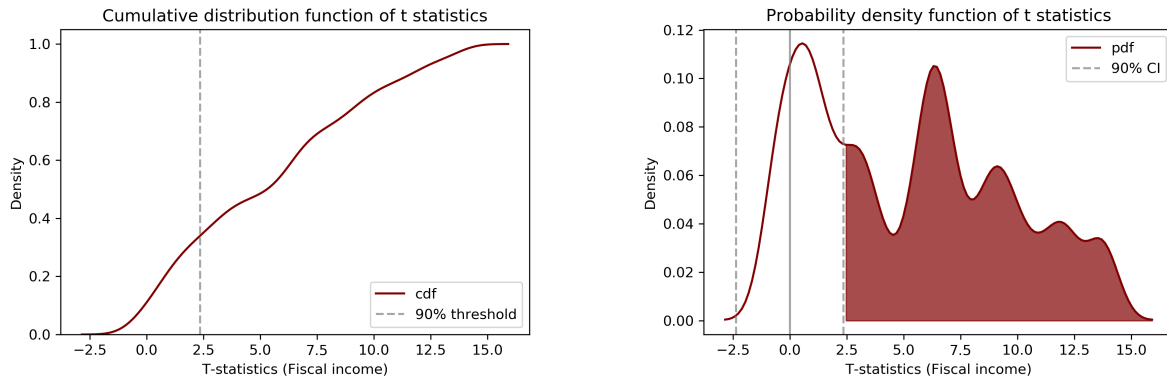 Cumulative distribution function of t statistics
1.0
0.8
0.6
0.4
0.2
0.0
Density
−2.5 0.0 2.5 5.0 7.5 10.0 12.5 15.0
T-statistics (Fiscal income)
cdf
90% threshold
Probability density function of t statistics
0.12
0.10
0.08
0.06
0.04
0.02
0.00
Density
−2.5 0.0 2.5 5.0 7.5 10.0 12.5 15.0
T-statistics (Fiscal income)
pdf
90% CI